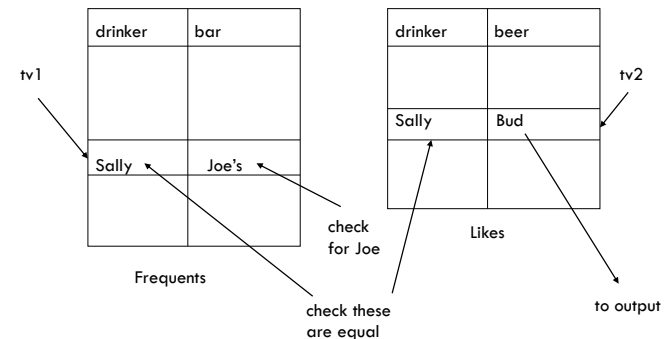 drinker bar
drinker beer
tv1
tv2
Sally Bud
Sally Joe's
check
for Joe
Likes
Frequents
to output
check these
are equal